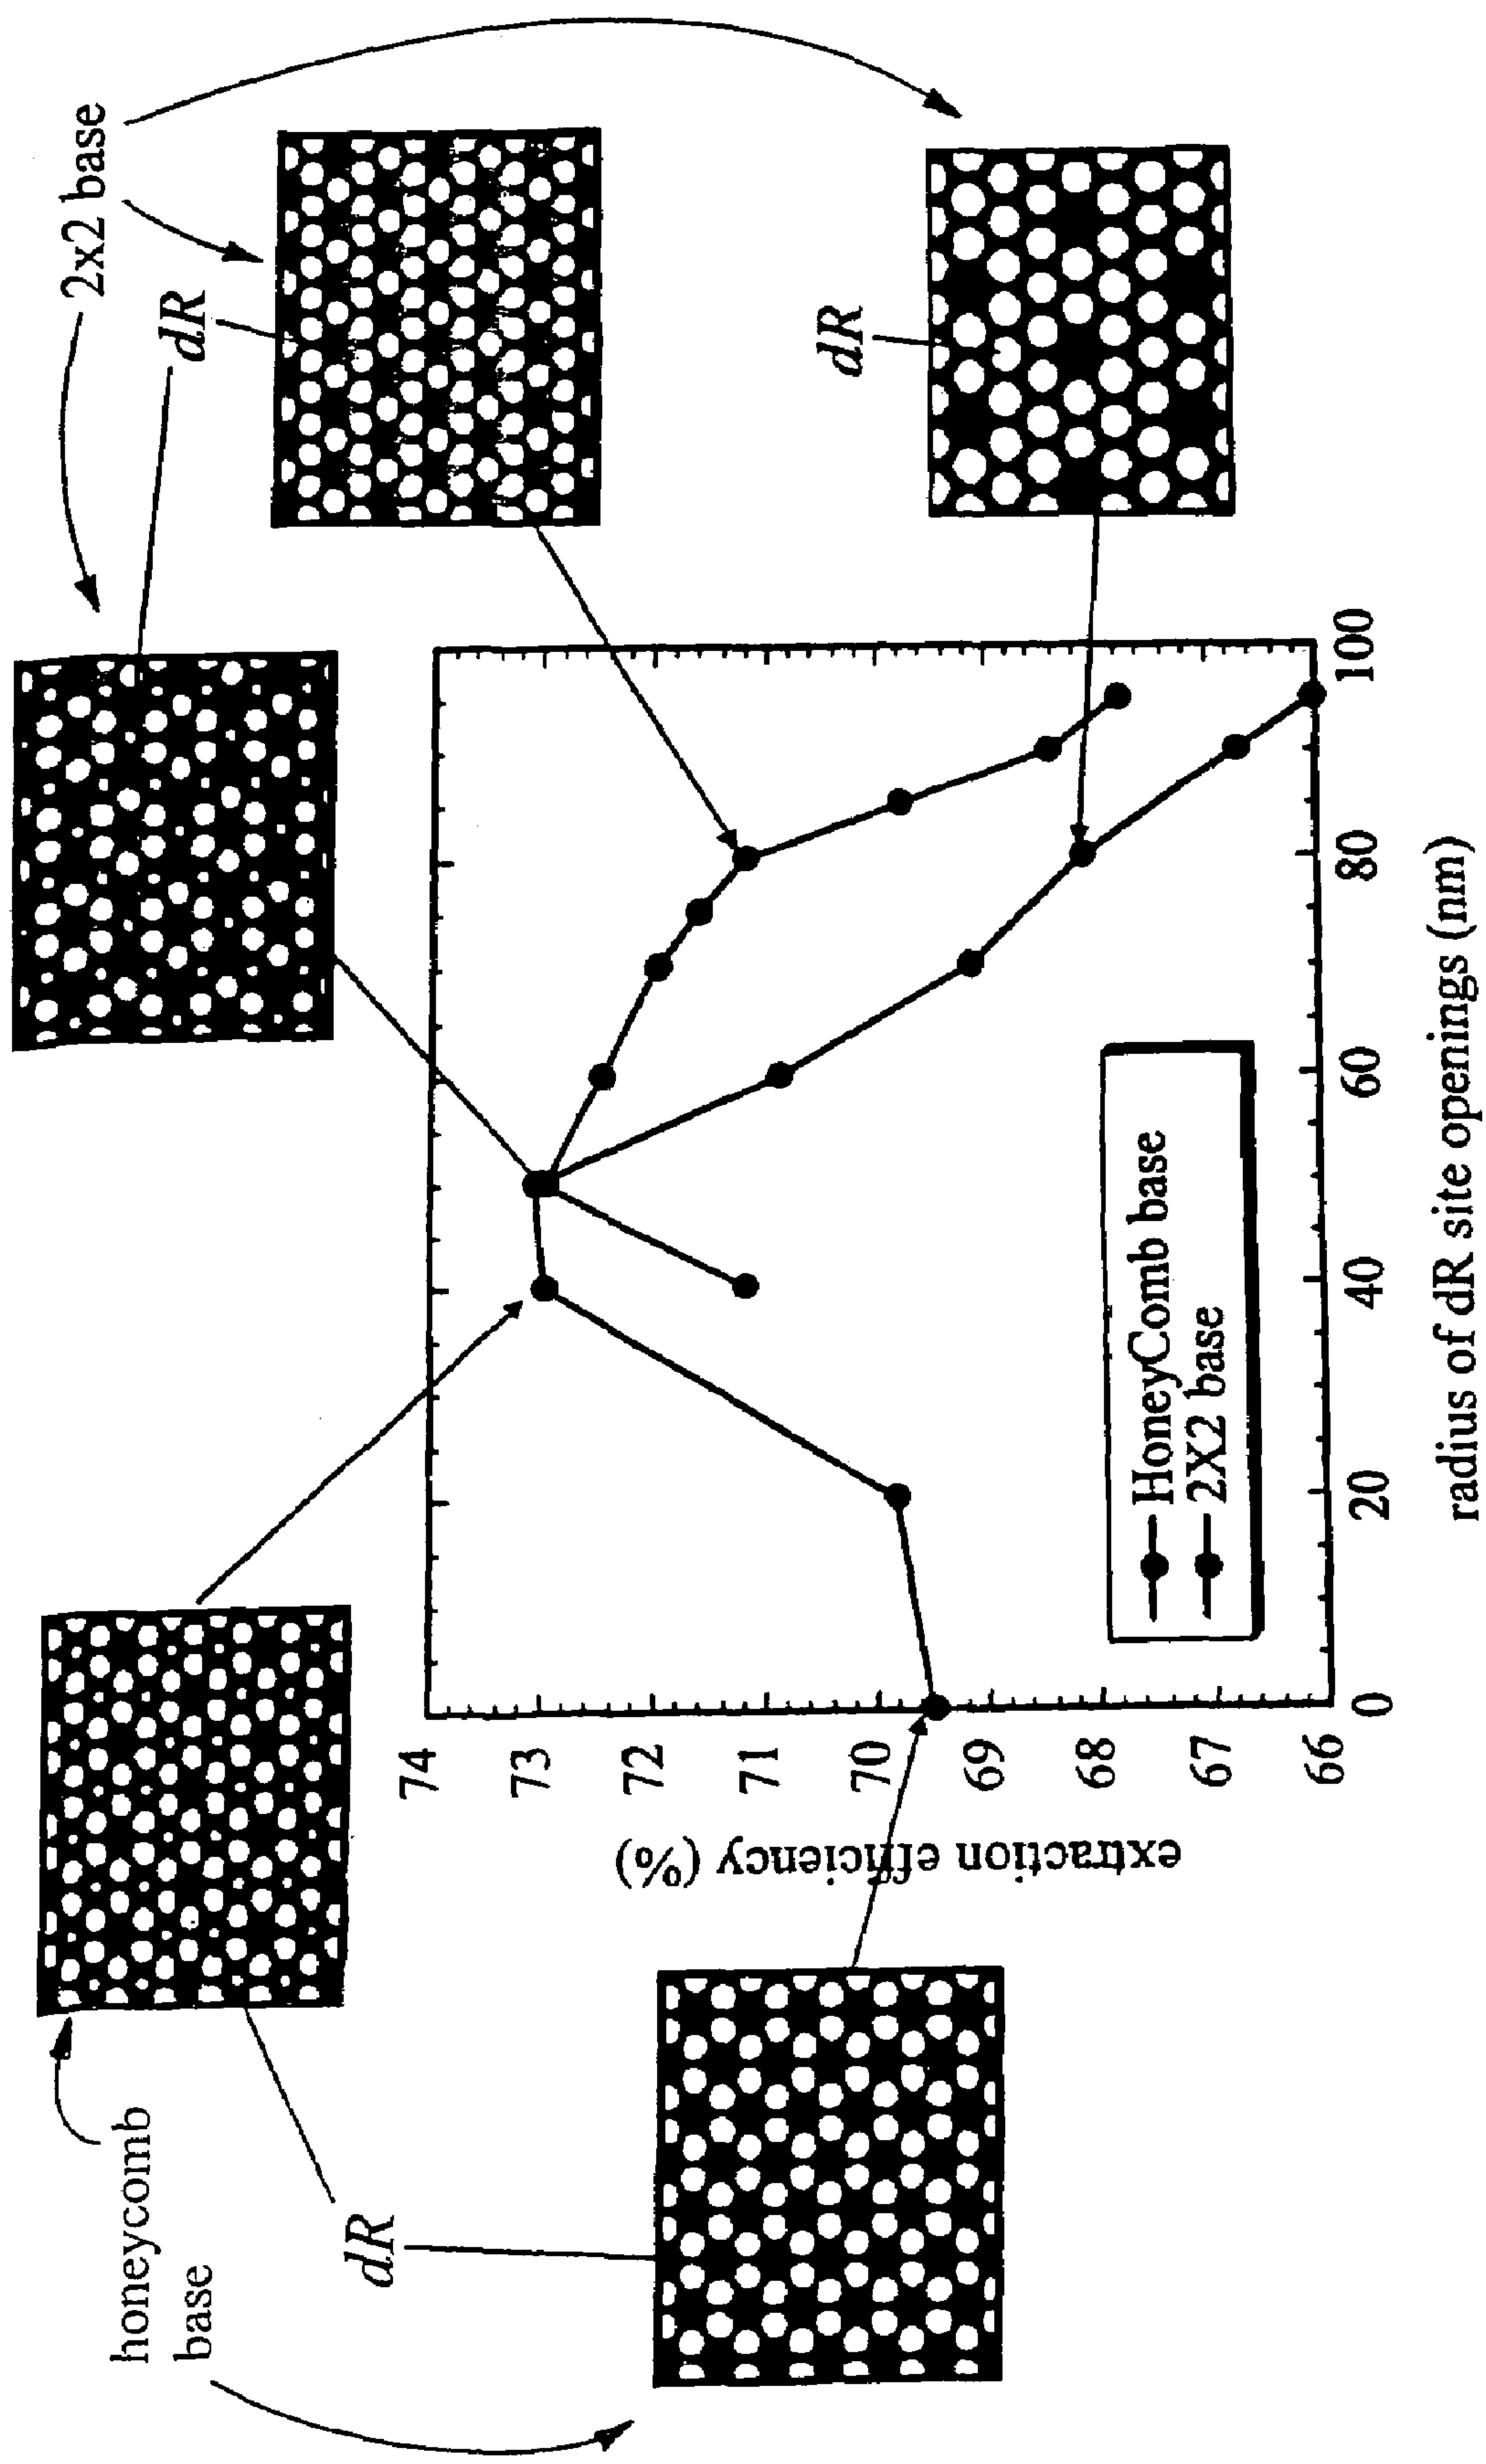 honeycomb
base
dR
2x2 base
dR
dR
extraction efficiency (%)
74
73
72
71
70
69
68
67
66
0
20
40
60
80
100
radius of dR site openings (nm)
HoneyComb base
2X2 base